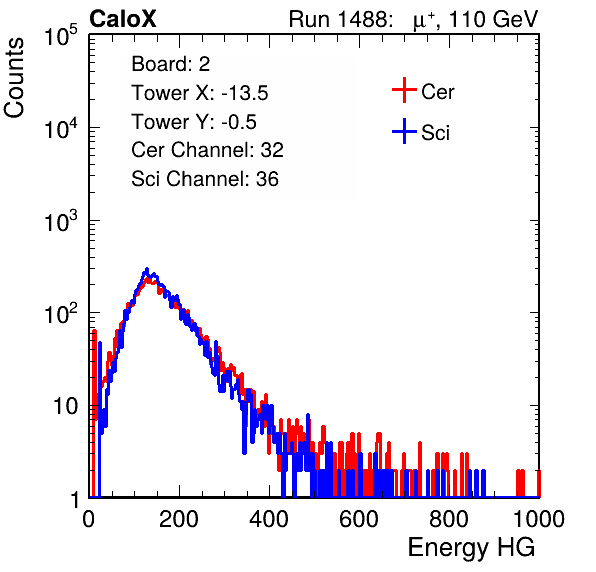 CaloX Run 1488: μ⁺, 110 GeV
Counts
10⁵
10⁴
10³
10²
10
1
Board: 2
Tower X: -13.5
Tower Y: -0.5
Cer Channel: 32
Sci Channel: 36
Cer
Sci
0 200 400 600 800 1000
Energy HG